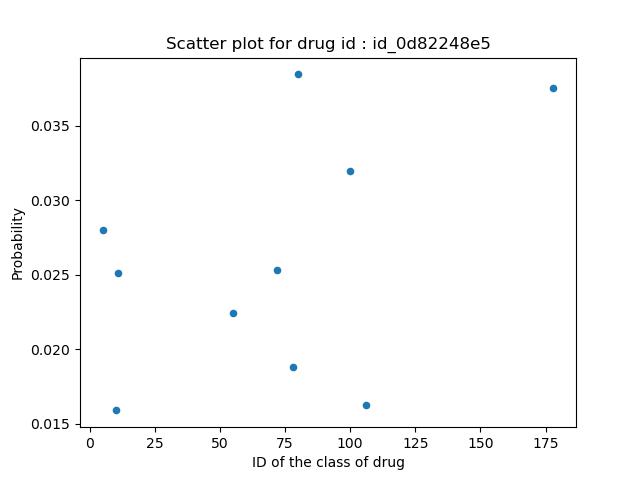 Scatter plot for drug id : id_0d82248e5
0.035
0.030
0.025
0.020
0.015
Probability
0 25 50 75 100 125 150 175
ID of the class of drug